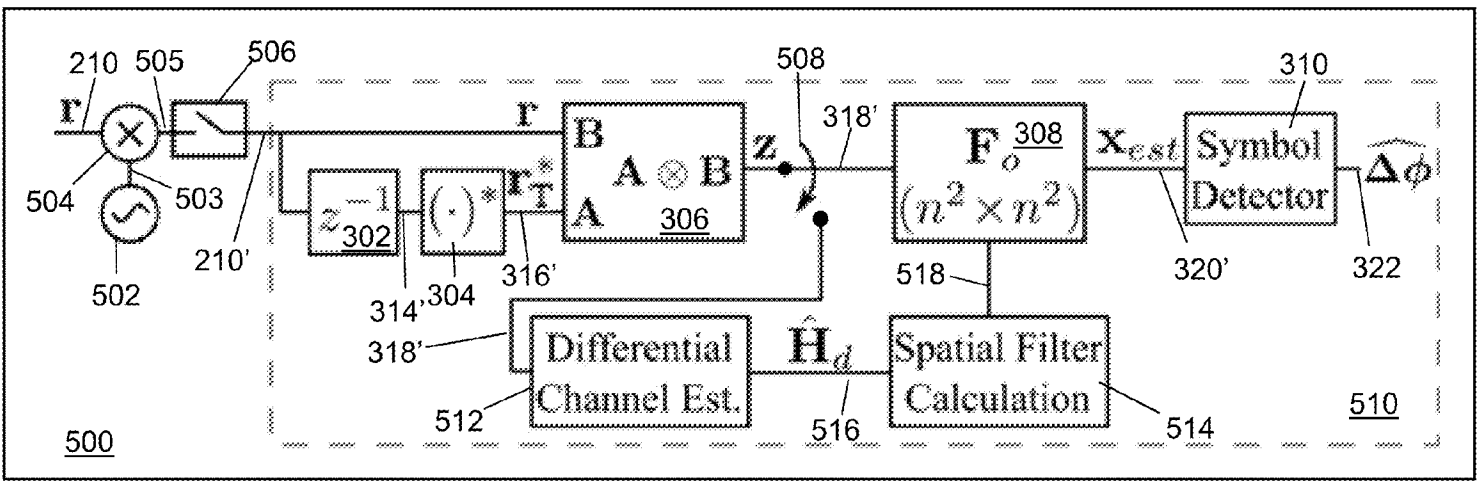 210
505
506
508
310
r
504
503
502
210'
r
B
A
A ⊗ B
306
z⁻¹
302
(·)*
304
r_T^*
314'
316'
z
318'
F_o
308
(n² × n²)
x_est
Symbol
Detector
Δφ̂
320'
322
518
318'
Differential
Channel Est.
512
Ĥ_d
516
Spatial Filter
Calculation
514
510
500